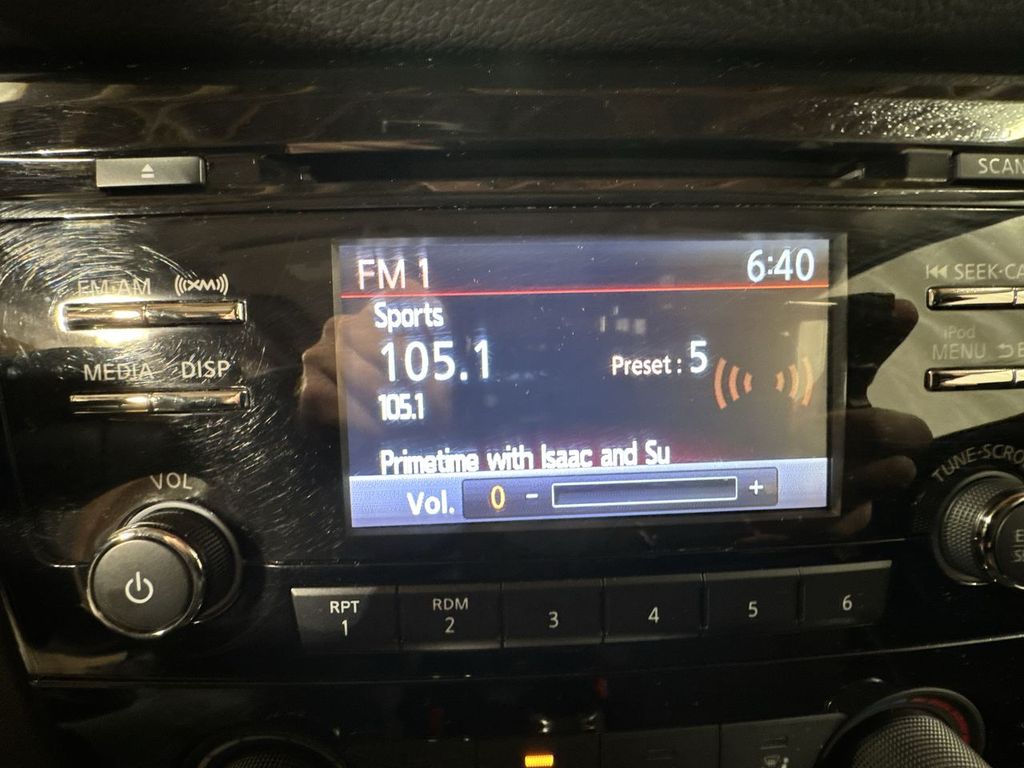 SCAN
FM 1 6:40
FM·AM ((XM))
SEEK·CA
Sports
iPod
MENU
105.1 Preset : 5
MEDIA DISP
105.1
Primetime with Isaac and Su
VOL
TUNE·SCRO
Vol. 0 - +
RPT
1
RDM
2
3
4
5
6